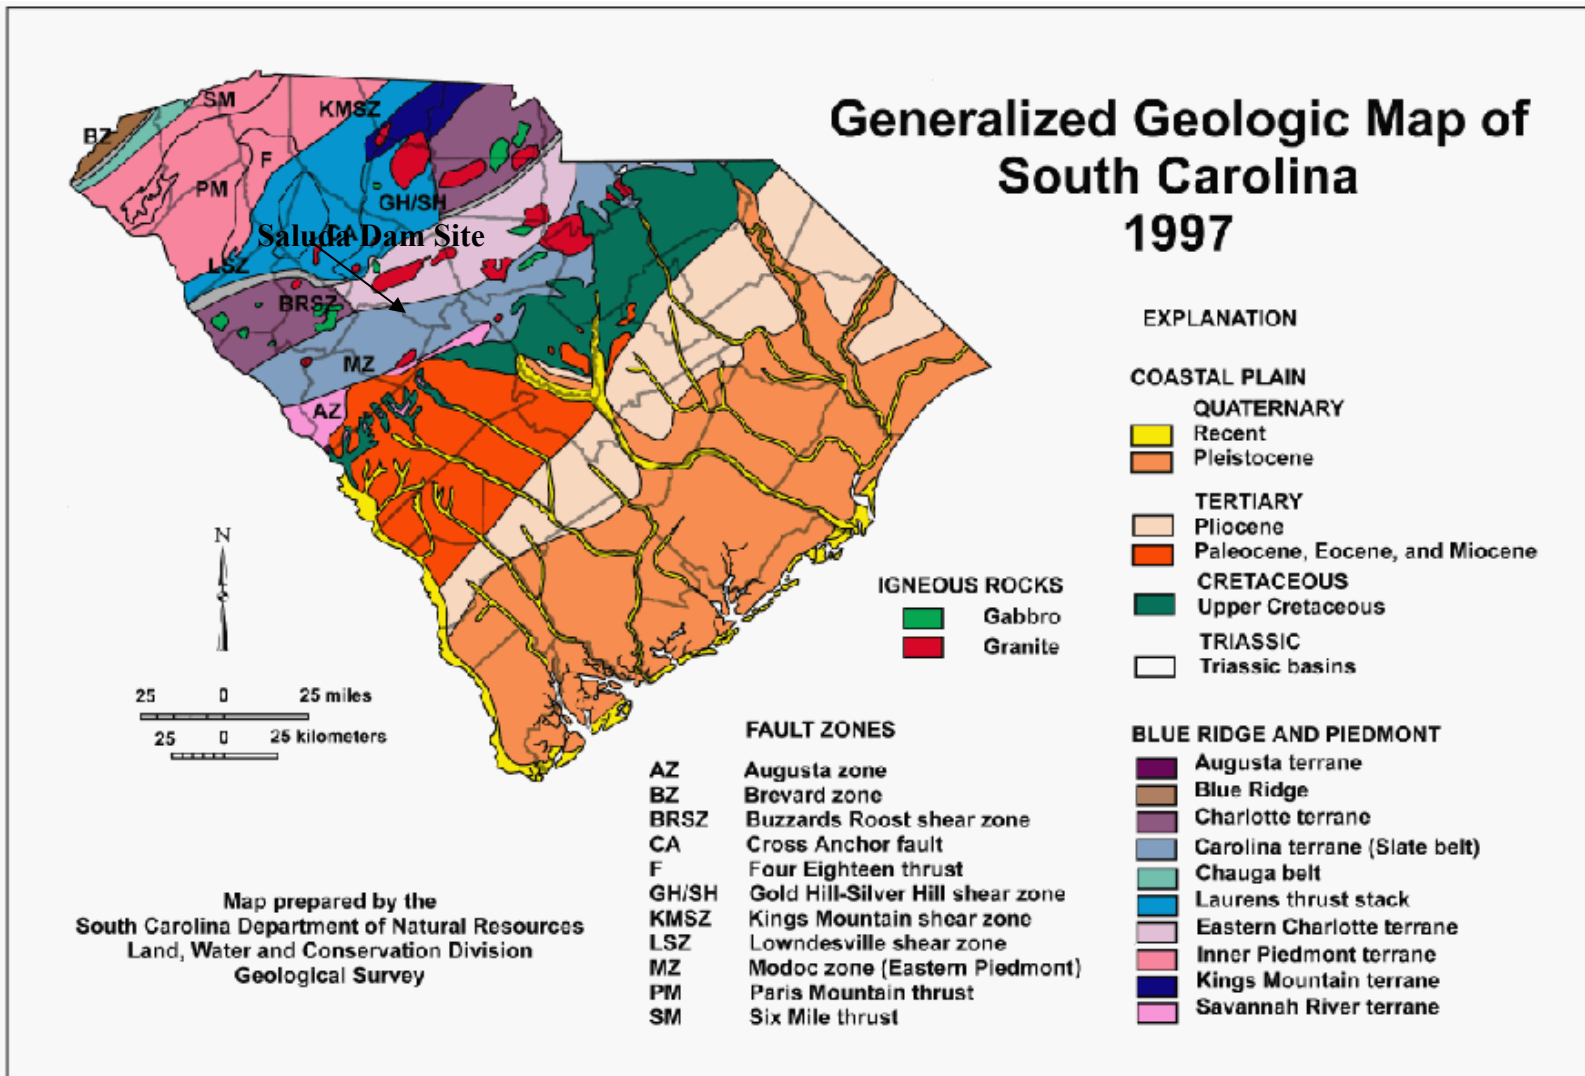 Generalized Geologic Map of
South Carolina
1997
SM
KMSZ
BZ
F
PM
GH/SH
CA
Saluda Dam Site
LSZ
BRSZ
MZ
AZ
N
25 0 25 miles
25 0 25 kilometers
Map prepared by the
South Carolina Department of Natural Resources
Land, Water and Conservation Division
Geological Survey
EXPLANATION
COASTAL PLAIN
QUATERNARY
Recent
Pleistocene
TERTIARY
Pliocene
Paleocene, Eocene, and Miocene
CRETACEOUS
Upper Cretaceous
TRIASSIC
Triassic basins
IGNEOUS ROCKS
Gabbro
Granite
FAULT ZONES
AZ Augusta zone
BZ Brevard zone
BRSZ Buzzards Roost shear zone
CA Cross Anchor fault
F Four Eighteen thrust
GH/SH Gold Hill-Silver Hill shear zone
KMSZ Kings Mountain shear zone
LSZ Lowndesville shear zone
MZ Modoc zone (Eastern Piedmont)
PM Paris Mountain thrust
SM Six Mile thrust
BLUE RIDGE AND PIEDMONT
Augusta terrane
Blue Ridge
Charlotte terrane
Carolina terrane (Slate belt)
Chauga belt
Laurens thrust stack
Eastern Charlotte terrane
Inner Piedmont terrane
Kings Mountain terrane
Savannah River terrane